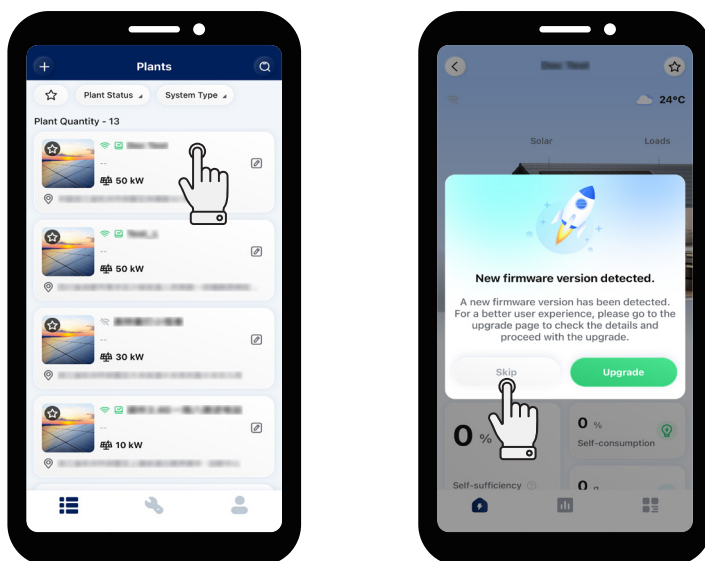 Plants
Plant Status
System Type
Plant Quantity - 13
--
50 kW
--
50 kW
--
30 kW
--
10 kW
24°C
Solar
Loads
New firmware
version detected.
A new firmware version has been detected.
For a better user experience, please go to the
upgrade page to check the details and
proceed with the upgrade.
Skip
Upgrade
0 %
Self-sufficiency
0 %
Self-consumption
0